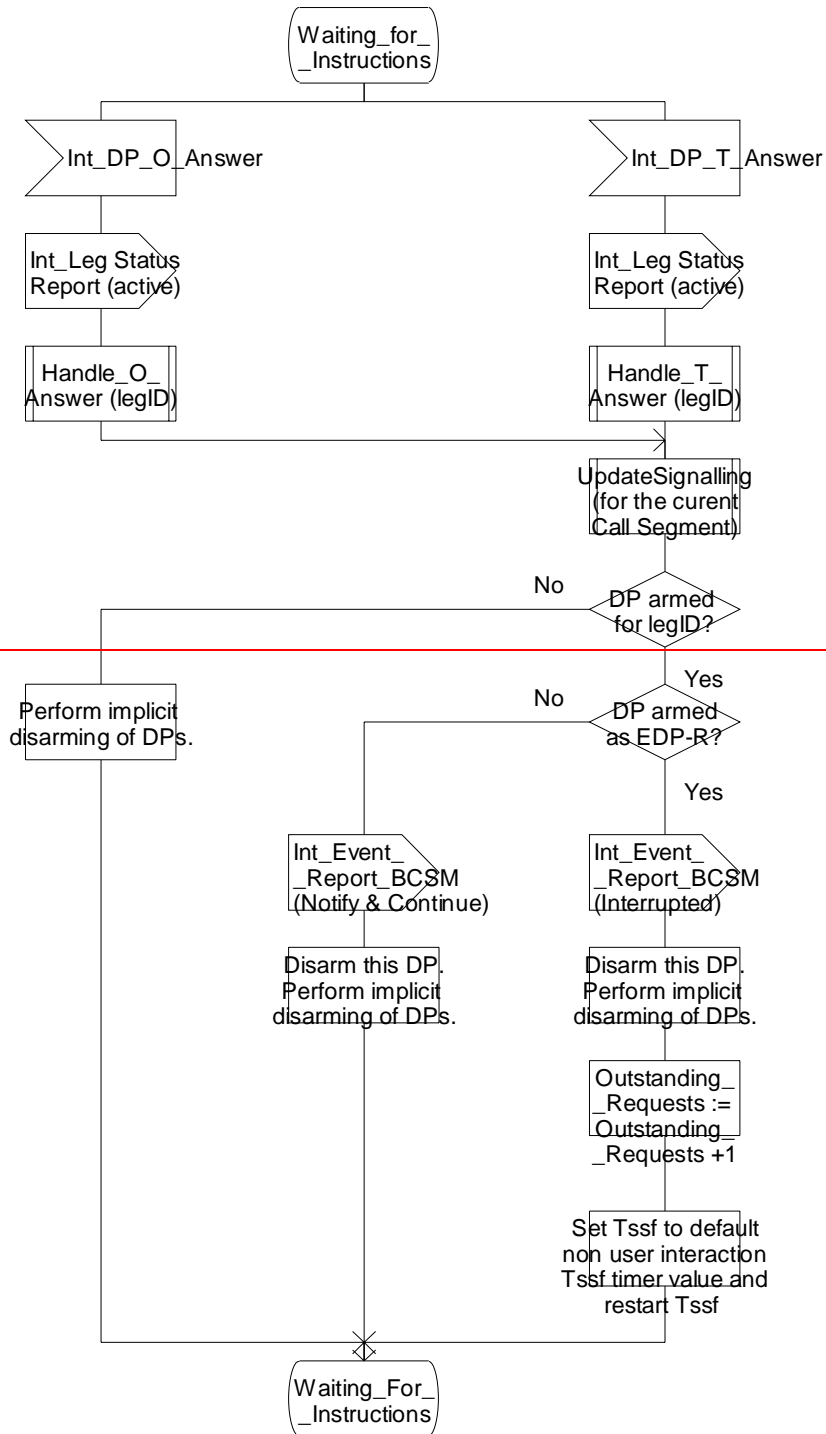 Waiting_for_
_Instructions
Int_DP_O_Answer
Int_DP_T_Answer
Int_Leg Status
Report (active)
Int_Leg Status
Report (active)
Handle_O_
Answer (legID)
Handle_T_
Answer (legID)
UpdateSignalling
(for the curent
Call Segment)
No
DP armed
for legID?
Yes
Perform implicit
disarming of DPs.
No
DP armed
as EDP-R?
Yes
Int_Event_
_Report_BCSM
(Notify & Continue)
Int_Event_
_Report_BCSM
(Interrupted)
Disarm this DP.
Perform implicit
disarming of DPs.
Disarm this DP.
Perform implicit
disarming of DPs.
Outstanding_
_Requests :=
Outstanding_
_Requests +1
Set Tssf to default
non user interaction
Tssf timer value and
restart Tssf
Waiting_For_
_Instructions